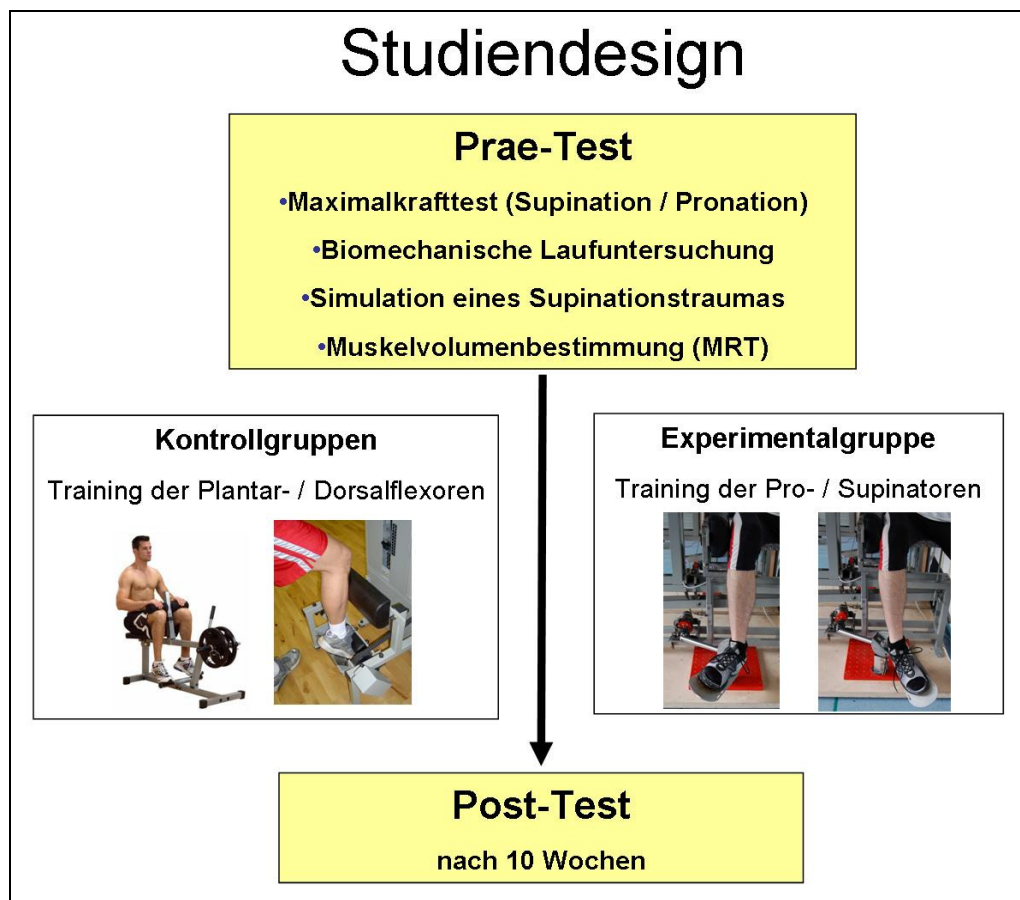 Studiendesign
Prae-Test
•Maximalkrafttest (Supination / Pronation)
•Biomechanische Laufuntersuchung
•Simulation eines Supinationstraumas
•Muskelvolumenbestimmung (MRT)
Kontrollgruppen
Training der Plantar- / Dorsalflexoren
Experimentalgruppe
Training der Pro- / Supinatoren
Post-Test
nach 10 Wochen